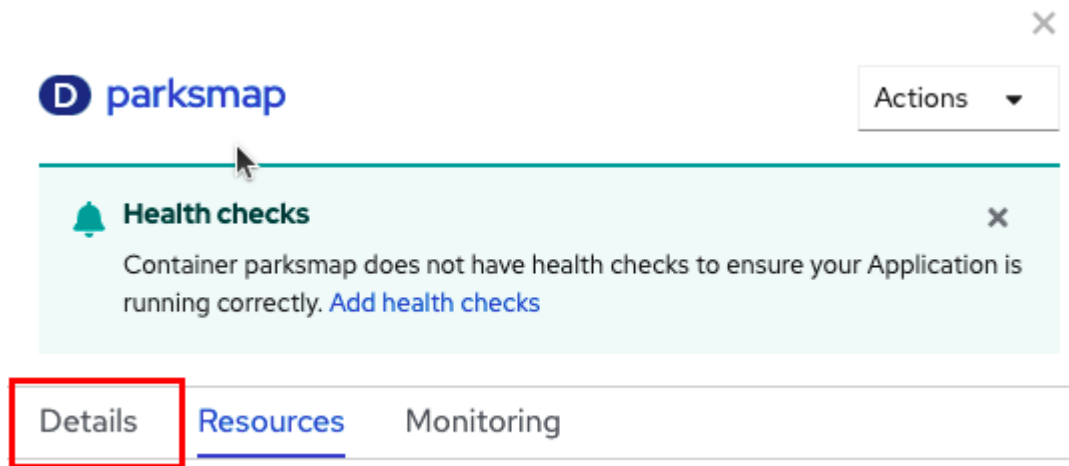 D parksmap
Actions
Health checks
Container parksmap does not have health checks to ensure your Application is
running correctly. Add health checks
Details Resources Monitoring